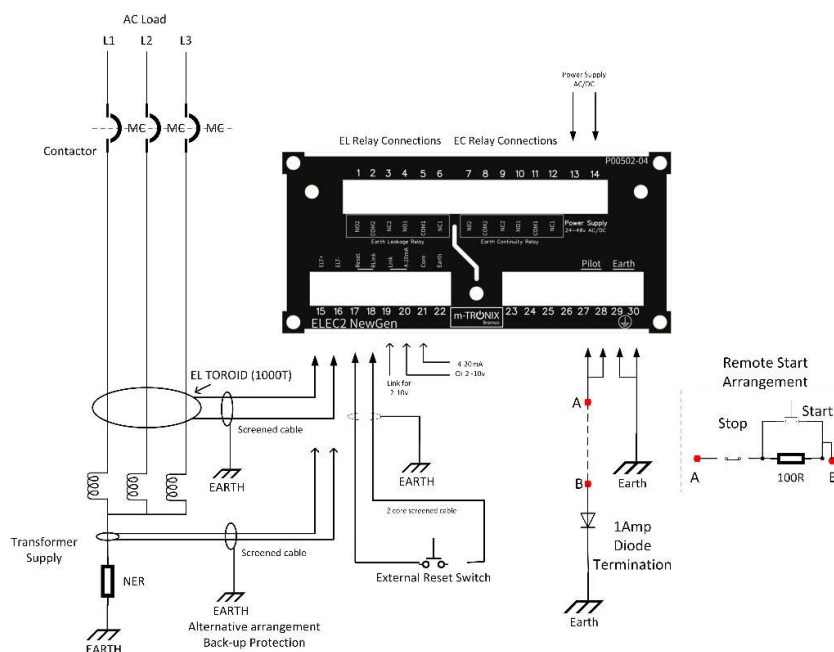 AC Load
L1 L2 L3
MC MC MC
Contactor
Power Supply
AC/DC
EL Relay Connections EC Relay Connections
P00502-04
1 2 3 4 5 6 7 8 9 10 11 12 13 14
NO2 COM2 NC2 NO1 COM1 NC1 NO2 COM2 NC2 NO1 COM1 NC1
Power Supply
24-48v AC/DC
Earth Leakage Relay Earth Continuity Relay
ELT+ ELT- Reset RLink Link 4-20mA Com Earth
Pilot Earth
15 16 17 18 19 20 21 22 23 24 25 26 27 28 29 30
ELEC2 NewGen
m-TRONIX
EL TOROID (1000T)
Screened cable
EARTH
Link for
2-10v
4-20mA
Or 2 -10v
EARTH
2 core screened cable
External Reset Switch
Transformer
Supply
Screened cable
NER
EARTH
EARTH
Alternative arrangement
Back-up Protection
A
B
Earth
1Amp
Diode
Termination
Earth
Remote Start
Arrangement
Start
Stop
A B
100R